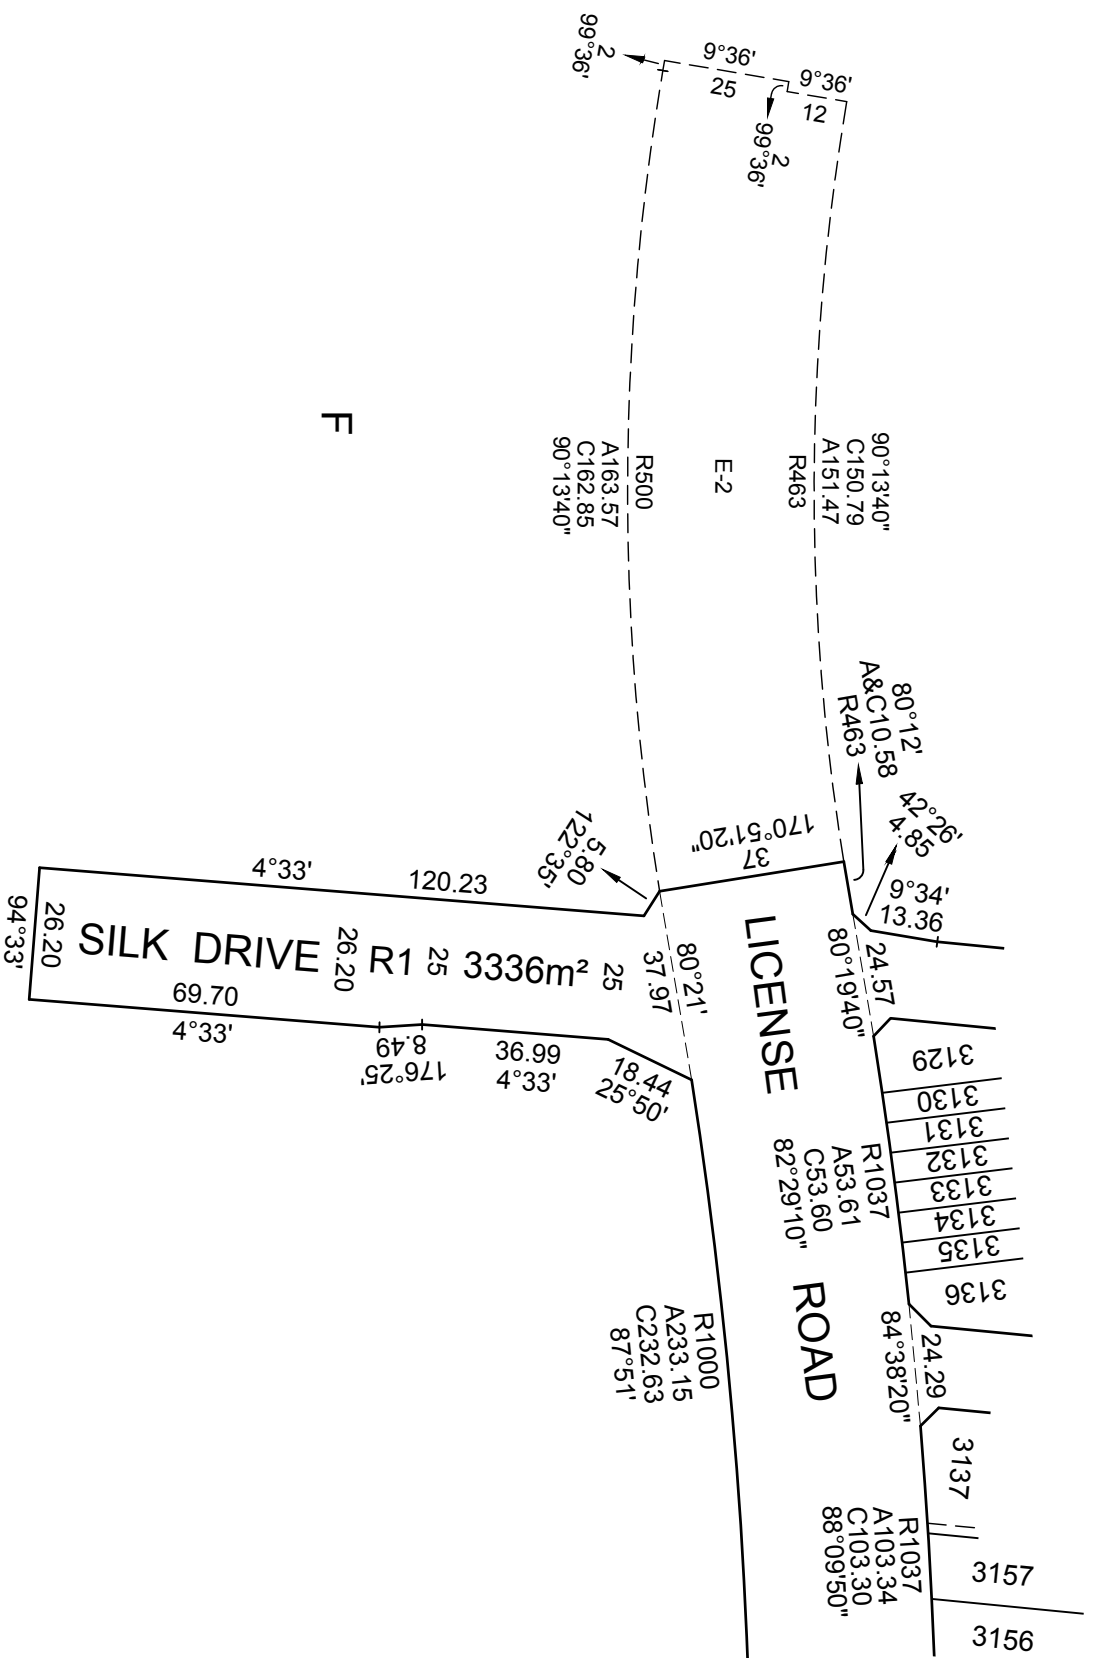 99°36'
2
9°36'
25
9°36'
12
99°36'
2
F
90°13'40"
C150.79
A151.47
R463
E-2
R500
A163.57
C162.85
90°13'40"
80°12'
A&C10.58
R463
42°26'
4.85
9°34'
13.36
170°51'20"
37
5.80
122°35'
4°33'
120.23
24.57
80°19'40"
80°21'
37.97
LICENSE ROAD
94°33'
26.20
SILK DRIVE
26.20
R1
25
3336m²
25
69.70
4°33'
8.49
176°25'
36.99
4°33'
18.44
25°50'
3129
3130
3131
3132
3133
3134
3135
3136
R1037
A53.61
C53.60
82°29'10"
R1000
A233.15
C232.63
87°51'
24.29
84°38'20"
3137
R1037
A103.34
C103.30
88°09'50"
3157
3156